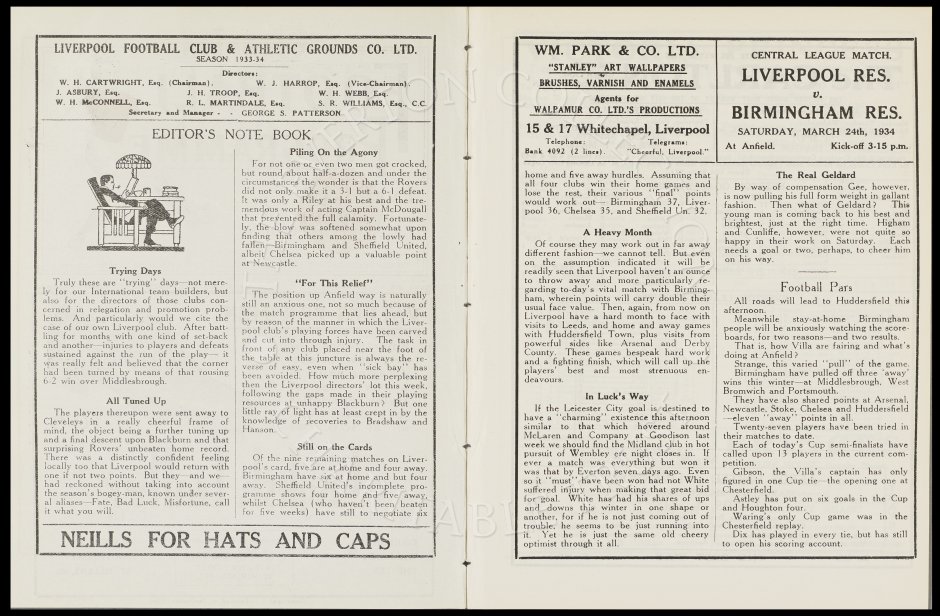 LIVERPOOL FOOTBALL CLUB & ATHLETIC GROUNDS CO. LTD.
SEASON 1933-34
Directors:
W. H. CARTWRIGHT, Esq. (Chairman). W. J. HARROP, Esq. (Vice-Chairman).
J. ASBURY, Esq. J. H. TROOP, Esq. W. H. WEBB, Esq.
W. H. McCONNELL, Esq. R. L. MARTINDALE, Esq. S. R. WILLIAMS, Esq., C.C.
Secretary and Manager - - GEORGE S. PATTERSON.
EDITOR'S NOTE BOOK
Trying Days
Truly these are "trying" days—not mere-
ly for our International team builders, but
also for the directors of those clubs con-
cerned in relegation and promotion prob-
lems. And particularly would we cite the
case of our own Liverpool club. After batt-
ling for months with one kind of set-back
and another—injuries to players and defeats
sustained against the run of the play—it
was really felt and believed that the corner
had been turned by means of that rousing
6-2 win over Middlesbrough.
All Tuned Up
The players thereupon were sent away to
Cleveleys in a really cheerful frame of
mind, the object being a further tuning up
and a final descent upon Blackburn and that
surprising Rovers' unbeaten home record.
There was a distinctly confident feeling
locally too that Liverpool would return with
one if not two points. But they—and we—
had reckoned without taking into account
the season's bogey-man, known under sever-
al aliases—Fate, Bad Luck, Misfortune, call
it what you will.
Piling On the Agony
For not one or even two men got crocked,
but round about half-a-dozen and under the
circumstances the wonder is that the Rovers
did not only make it a 3-1 but a 6-1 defeat.
It was only a Riley at his best and the tre-
mendous work of acting Captain McDougall
that prevented the full calamity. Fortunate-
ly, the blow was softened somewhat upon
finding that others among the lowly had
fallen—Birmingham and Sheffield United,
albeit Chelsea picked up a valuable point
at Newcastle.
"For This Relief"
The position up Anfield way is naturally
still an anxious one, not so much because of
the match programme that lies ahead, but
by reason of the manner in which the Liver-
pool club's playing forces have been carved
and cut into through injury. The task in
front of any club placed near the foot of
the table at this juncture is always the re-
verse of easy, even when "sick bay" has
been avoided. How much more perplexing
then the Liverpool directors' lot this week,
following the gaps made in their playing
resources at unhappy Blackburn? But one
little ray of light has at least crept in by the
knowledge of recoveries to Bradshaw and
Hanson.
Still on the Cards
Of the nine remaining matches on Liver-
pool's card, five are at home and four away.
Birmingham have six at home and but four
away. Sheffield United's incomplete pro-
gramme shows four home and five away,
whilst Chelsea (who haven't been beaten
for five weeks) have still to negotiate six
NEILLS FOR HATS AND CAPS
WM. PARK & CO. LTD.
"STANLEY" ART WALLPAPERS
BRUSHES, VARNISH AND ENAMELS
Agents for
WALPAMUR CO. LTD.'S PRODUCTIONS
15 & 17 Whitechapel, Liverpool
Telephone: Telegrams:
Bank 4092 (2 lines). "Cheerful, Liverpool."
CENTRAL LEAGUE MATCH.
LIVERPOOL RES.
v.
BIRMINGHAM RES.
SATURDAY, MARCH 24th, 1934
At Anfield. Kick-off 3-15 p.m.
home and five away hurdles. Assuming that
all four clubs win their home games and
lose the rest, their various "final" points
would work out—Birmingham 37, Liver-
pool 36, Chelsea 35, and Sheffield Un. 32.
A Heavy Month
Of course they may work out in far away
different fashion—we cannot tell. But even
on the assumption indicated it will be
readily seen that Liverpool haven't an ounce
to throw away and more particularly re-
garding to-day's vital match with Birming-
ham, wherein points will carry double their
usual face value. Then, again, from now on
Liverpool have a hard month to face with
visits to Leeds, and home and away games
with Huddersfield Town, plus visits from
powerful sides like Arsenal and Derby
County. These games bespeak hard work
and a fighting finish, which will call up the
players' best and most strenuous en-
deavours.
In Luck's Way
If the Leicester City goal is destined to
have a "charming" existence this afternoon
similar to that which hovered around
McLaren and Company at Goodison last
week we should find the Midland club in hot
pursuit of Wembley ere night closes in. If
ever a match was everything but won it
was that by Everton seven days ago. Even
so it "must" have been won had not White
suffered injury when making that great bid
for goal. White has had his shares of ups
and downs this winter in one shape or
another, for if he is not just coming out of
trouble, he seems to be just running into
it. Yet he is just the same old cheery
optimist through it all.
The Real Geldard
By way of compensation Gee, however,
is now pulling his full form weight in gallant
fashion. Then what of Geldard? This
young man is coming back to his best and
brightest, just at the right time. Higham
and Cunliffe, however, were not quite so
happy in their work on Saturday. Each
needs a goal or two, perhaps, to cheer him
on his way.
Football Pars
All roads will lead to Huddersfield this
afternoon.
Meanwhile stay-at-home Birmingham
people will be anxiously watching the score-
boards, for two reasons—and two results.
That is how Villa are fairing and what's
doing at Anfield?
Strange, this varied "pull" of the game.
Birmingham have pulled off three 'away'
wins this winter—at Middlesbrough, West
Bromwich and Portsmouth.
They have also shared points at Arsenal,
Newcastle, Stoke, Chelsea and Huddersfield
—eleven "away" points in all.
Twenty-seven players have been tried in
their matches to date.
Each of today's Cup semi-finalists have
called upon 13 players in the current com-
petition.
Gibson, the Villa's captain has only
figured in one Cup tie—the opening one at
Chesterfield.
Astley has put on six goals in the Cup
and Houghton four.
Waring's only Cup game was in the
Chesterfield replay.
Dix has played in every tie, but has still
to open his scoring account.